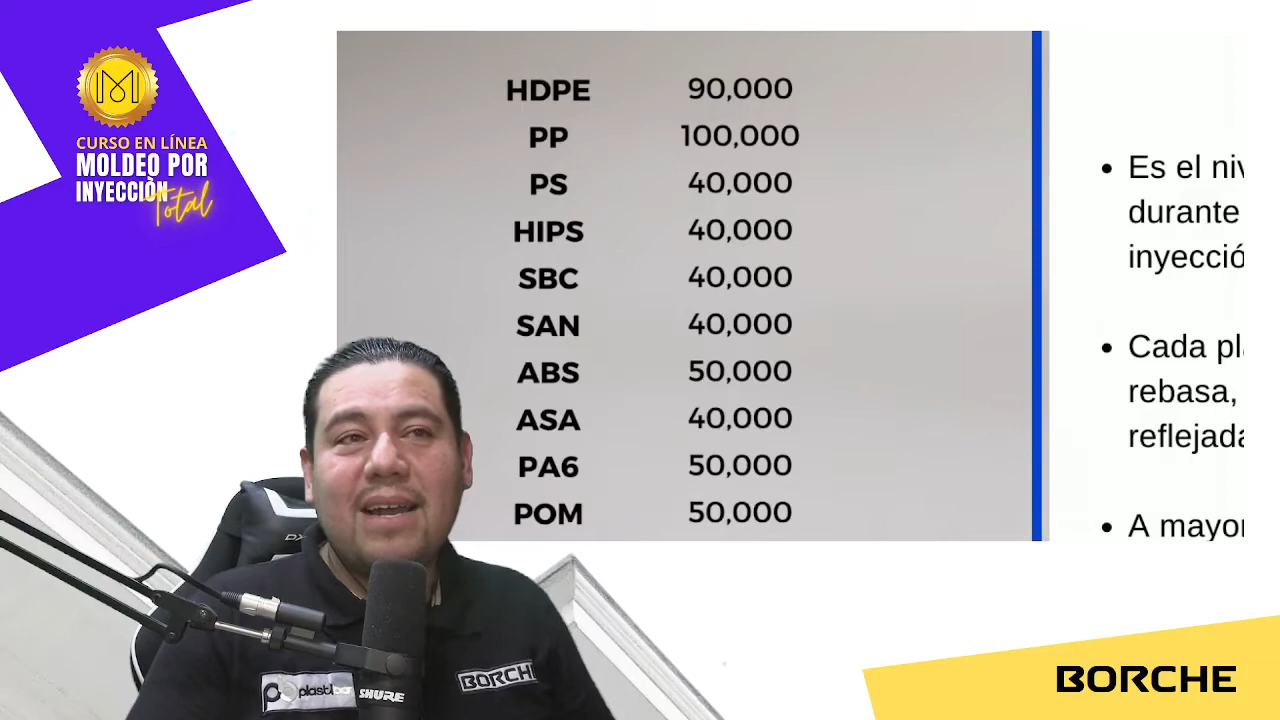 CURSO EN LÍNEA
MOLDEO POR
INYECCIÒN
Total
HDPE 90,000
PP 100,000
PS 40,000
HIPS 40,000
SBC 40,000
SAN 40,000
ABS 50,000
ASA 40,000
PA6 50,000
POM 50,000
Es el niv
durante
inyecció
Cada pl
rebasa,
reflejada
A mayor
DX
plastibar
SHURE
BORCHE
BORCHE